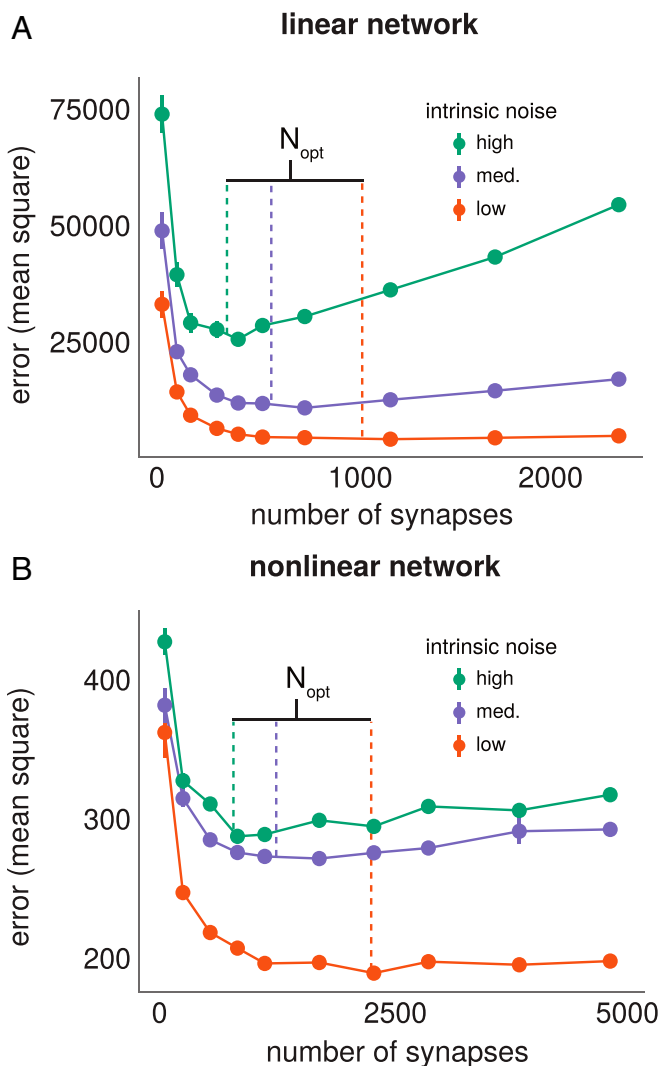 A
linear network
error (mean square)
75000
50000
25000
N opt
intrinsic noise
high
med.
low
0
1000
2000
number of synapses
B
nonlinear network
error (mean square)
400
300
200
N opt
intrinsic noise
high
med.
low
0
2500
5000
number of synapses